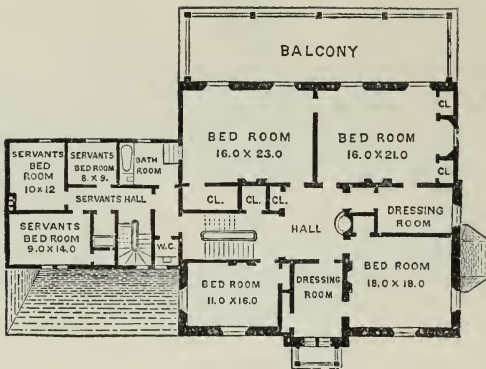 BALCONY
CL.
BED ROOM
16.0 X 23.0
BED ROOM
16.0 X 21.0
CL.
SERVANTS
BED
ROOM
10 X 12
SERVANTS
BED ROOM
8 X 9.
BATH
ROOM
SERVANTS HALL
SERVANTS
BED ROOM
9.0 X 14.0
W.C.
CL.
CL.
CL.
HALL
DRESSING
ROOM
BED ROOM
11.0 X 16.0
DRESSING
ROOM
BED ROOM
18.0 X 18.0